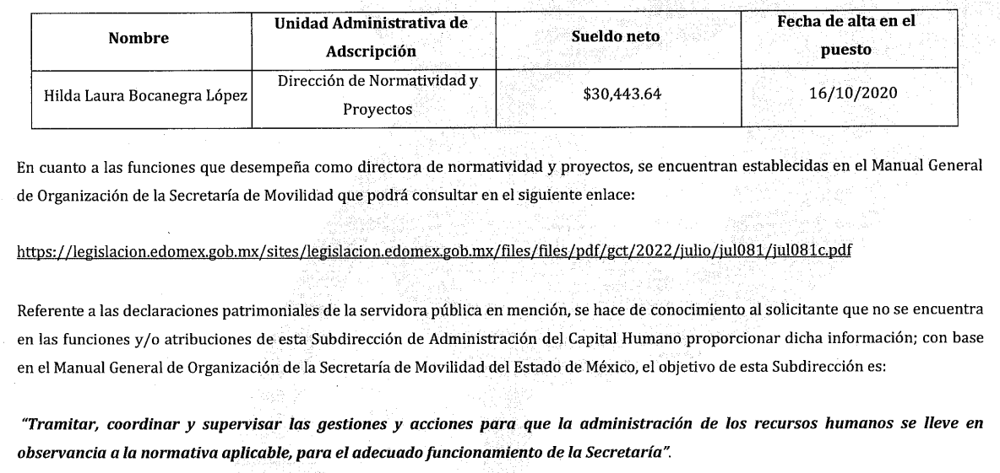 Nombre
Unidad Administrativa de
Adscripción
Sueldo neto
Fecha de alta en el
puesto
Hilda Laura Bocanegra López
Dirección de Normatividad y
Proyectos
$30,443.64
16/10/2020
En cuanto a las funciones que desempeña como directora de normatividad y proyectos, se encuentran establecidas en el Manual General
de Organización de la Secretaría de Movilidad que podrá consultar en el siguiente enlace:
https://legislacion.edomex.gob.mx/sites/legislacion.edomex.gob.mx/files/files/pdf/gct/2022/julio/jul081/jul081c.pdf
Referente a las declaraciones patrimoniales de la servidora pública en mención, se hace de conocimiento al solicitante que no se encuentra
en las funciones y/o atribuciones de esta Subdirección de Administración del Capital Humano proporcionar dicha información; con base
en el Manual General de Organización de la Secretaría de Movilidad del Estado de México, el objetivo de esta Subdirección es:
"Tramitar, coordinar y supervisar las gestiones y acciones para que la administración de los recursos humanos se lleve en
observancia a la normativa aplicable, para el adecuado funcionamiento de la Secretaría".